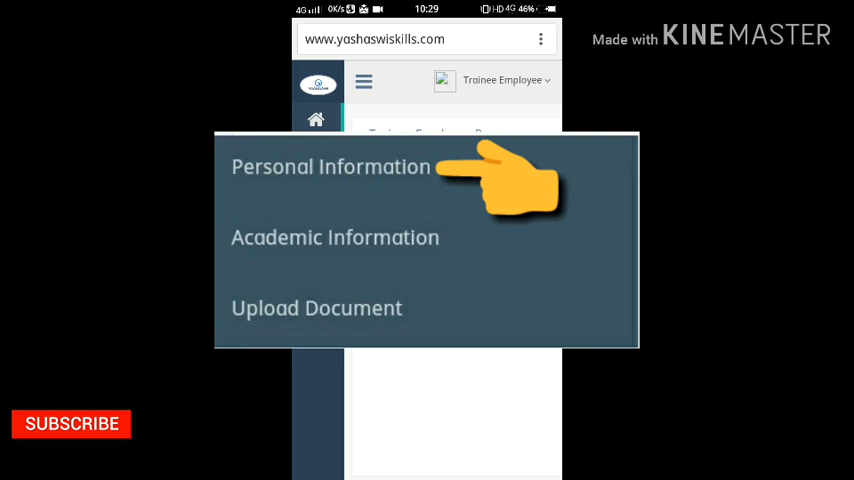 4G 0K/s 10:29 HD 4G 46%
Made with KINEMASTER
www.yashaswiskills.com
Trainee Employee
Personal Information
Academic Information
Upload Document
SUBSCRIBE